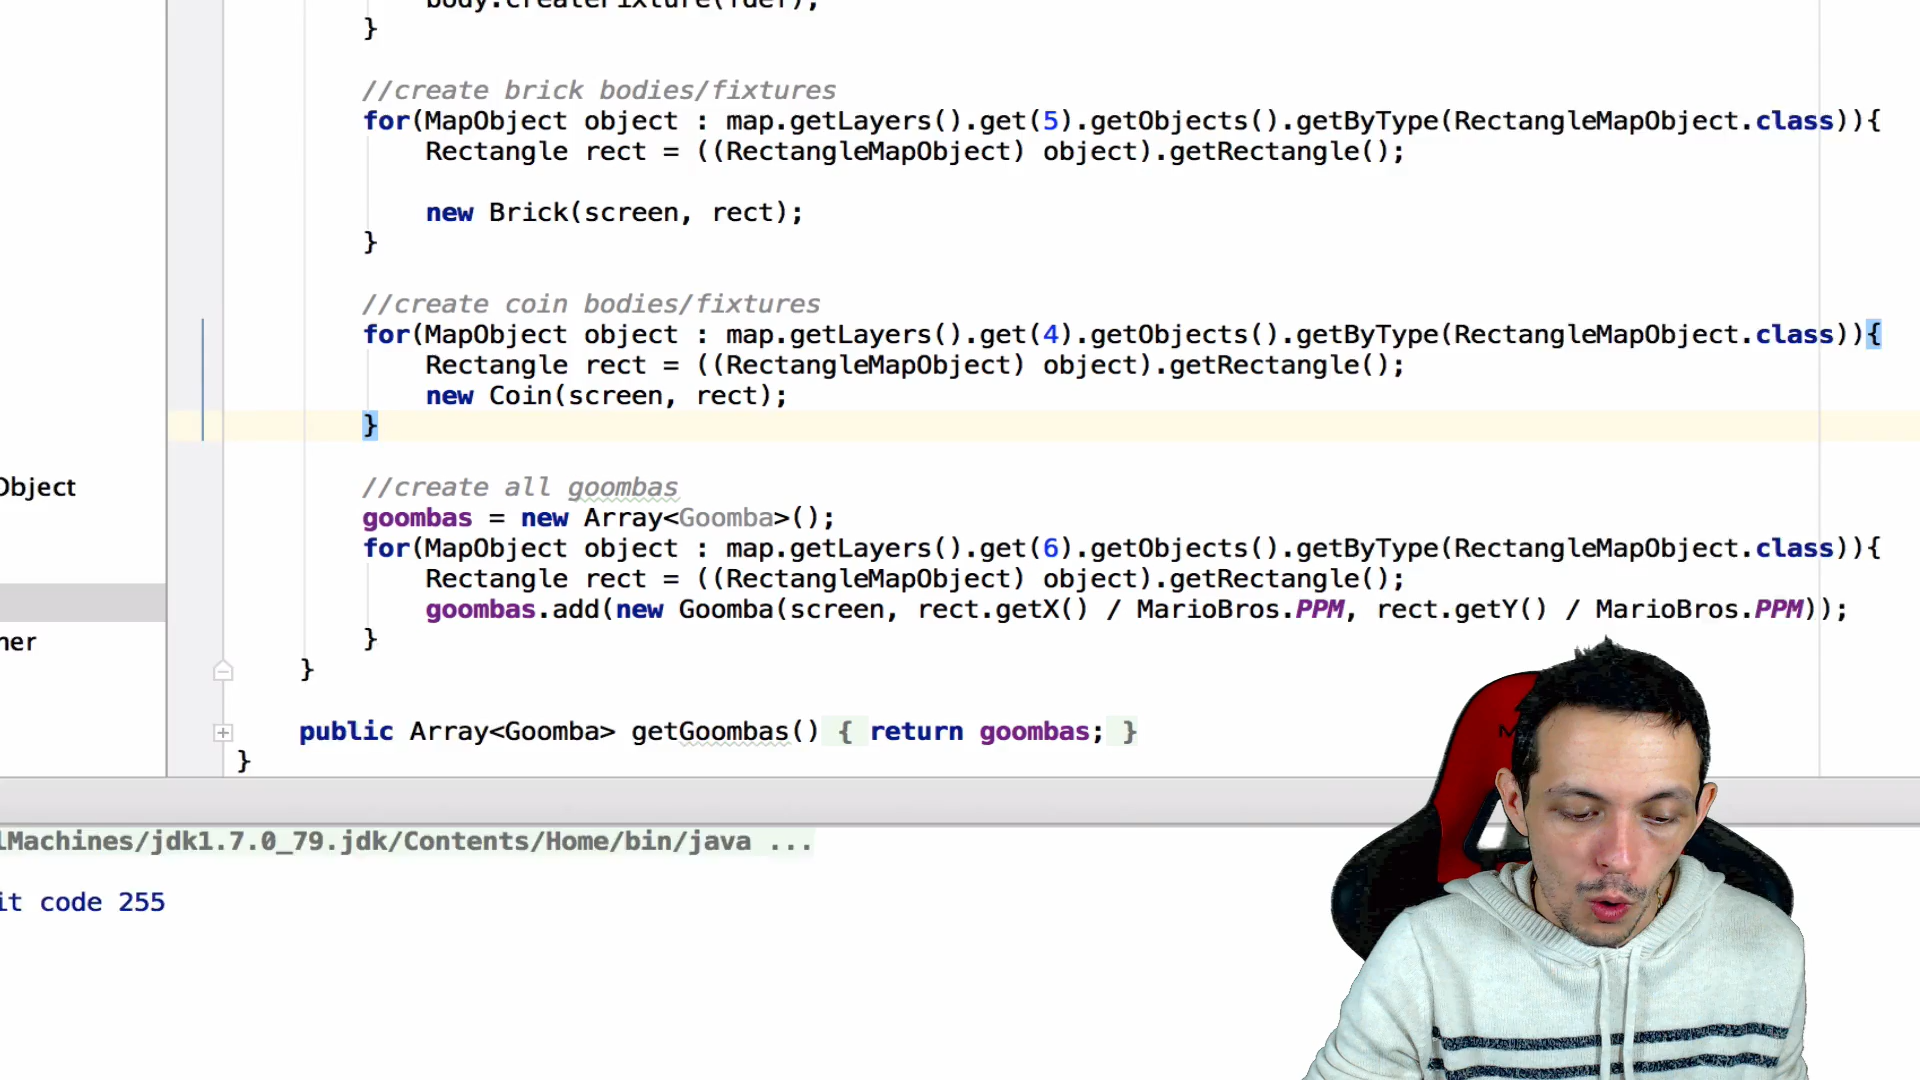 body.createFixture(fdef);
}
//create brick bodies/fixtures
for(MapObject object : map.getLayers().get(5).getObjects().getByType(RectangleMapObject.class)){
Rectangle rect = ((RectangleMapObject) object).getRectangle();
new Brick(screen, rect);
}
//create coin bodies/fixtures
for(MapObject object : map.getLayers().get(4).getObjects().getByType(RectangleMapObject.class)){
Rectangle rect = ((RectangleMapObject) object).getRectangle();
new Coin(screen, rect);
}
Object
//create all goombas
goombas = new Array<Goomba>();
for(MapObject object : map.getLayers().get(6).getObjects().getByType(RectangleMapObject.class)){
Rectangle rect = ((RectangleMapObject) object).getRectangle();
goombas.add(new Goomba(screen, rect.getX() / MarioBros.PPM, rect.getY() / MarioBros.PPM));
}
ner
}
public Array<Goomba> getGoombas() { return goombas; }
}
lMachines/jdk1.7.0_79.jdk/Contents/Home/bin/java ...
it code 255